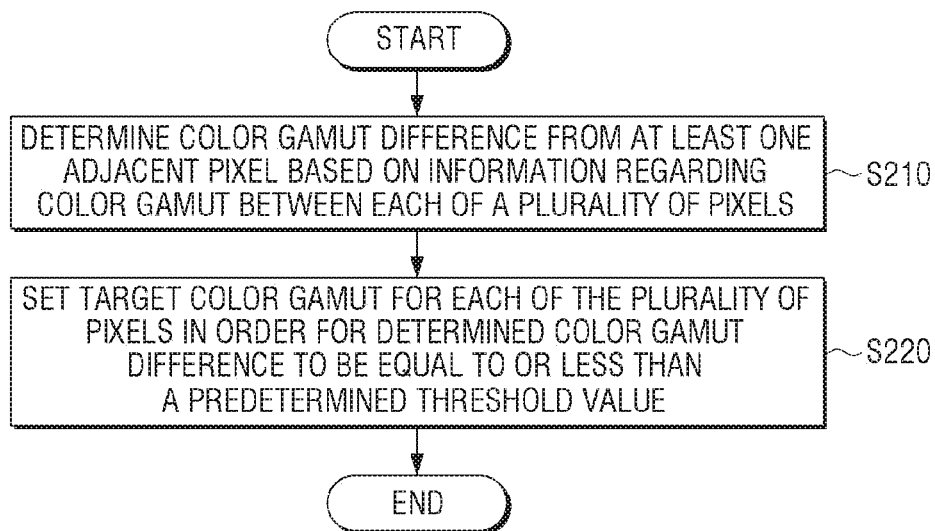 START
DETERMINE COLOR GAMUT DIFFERENCE FROM AT LEAST ONE
ADJACENT PIXEL BASED ON INFORMATION REGARDING
COLOR GAMUT BETWEEN EACH OF A PLURALITY OF PIXELS
S210
SET TARGET COLOR GAMUT FOR EACH OF THE PLURALITY OF
PIXELS IN ORDER FOR DETERMINED COLOR GAMUT
DIFFERENCE TO BE EQUAL TO OR LESS THAN
A PREDETERMINED THRESHOLD VALUE
S220
END